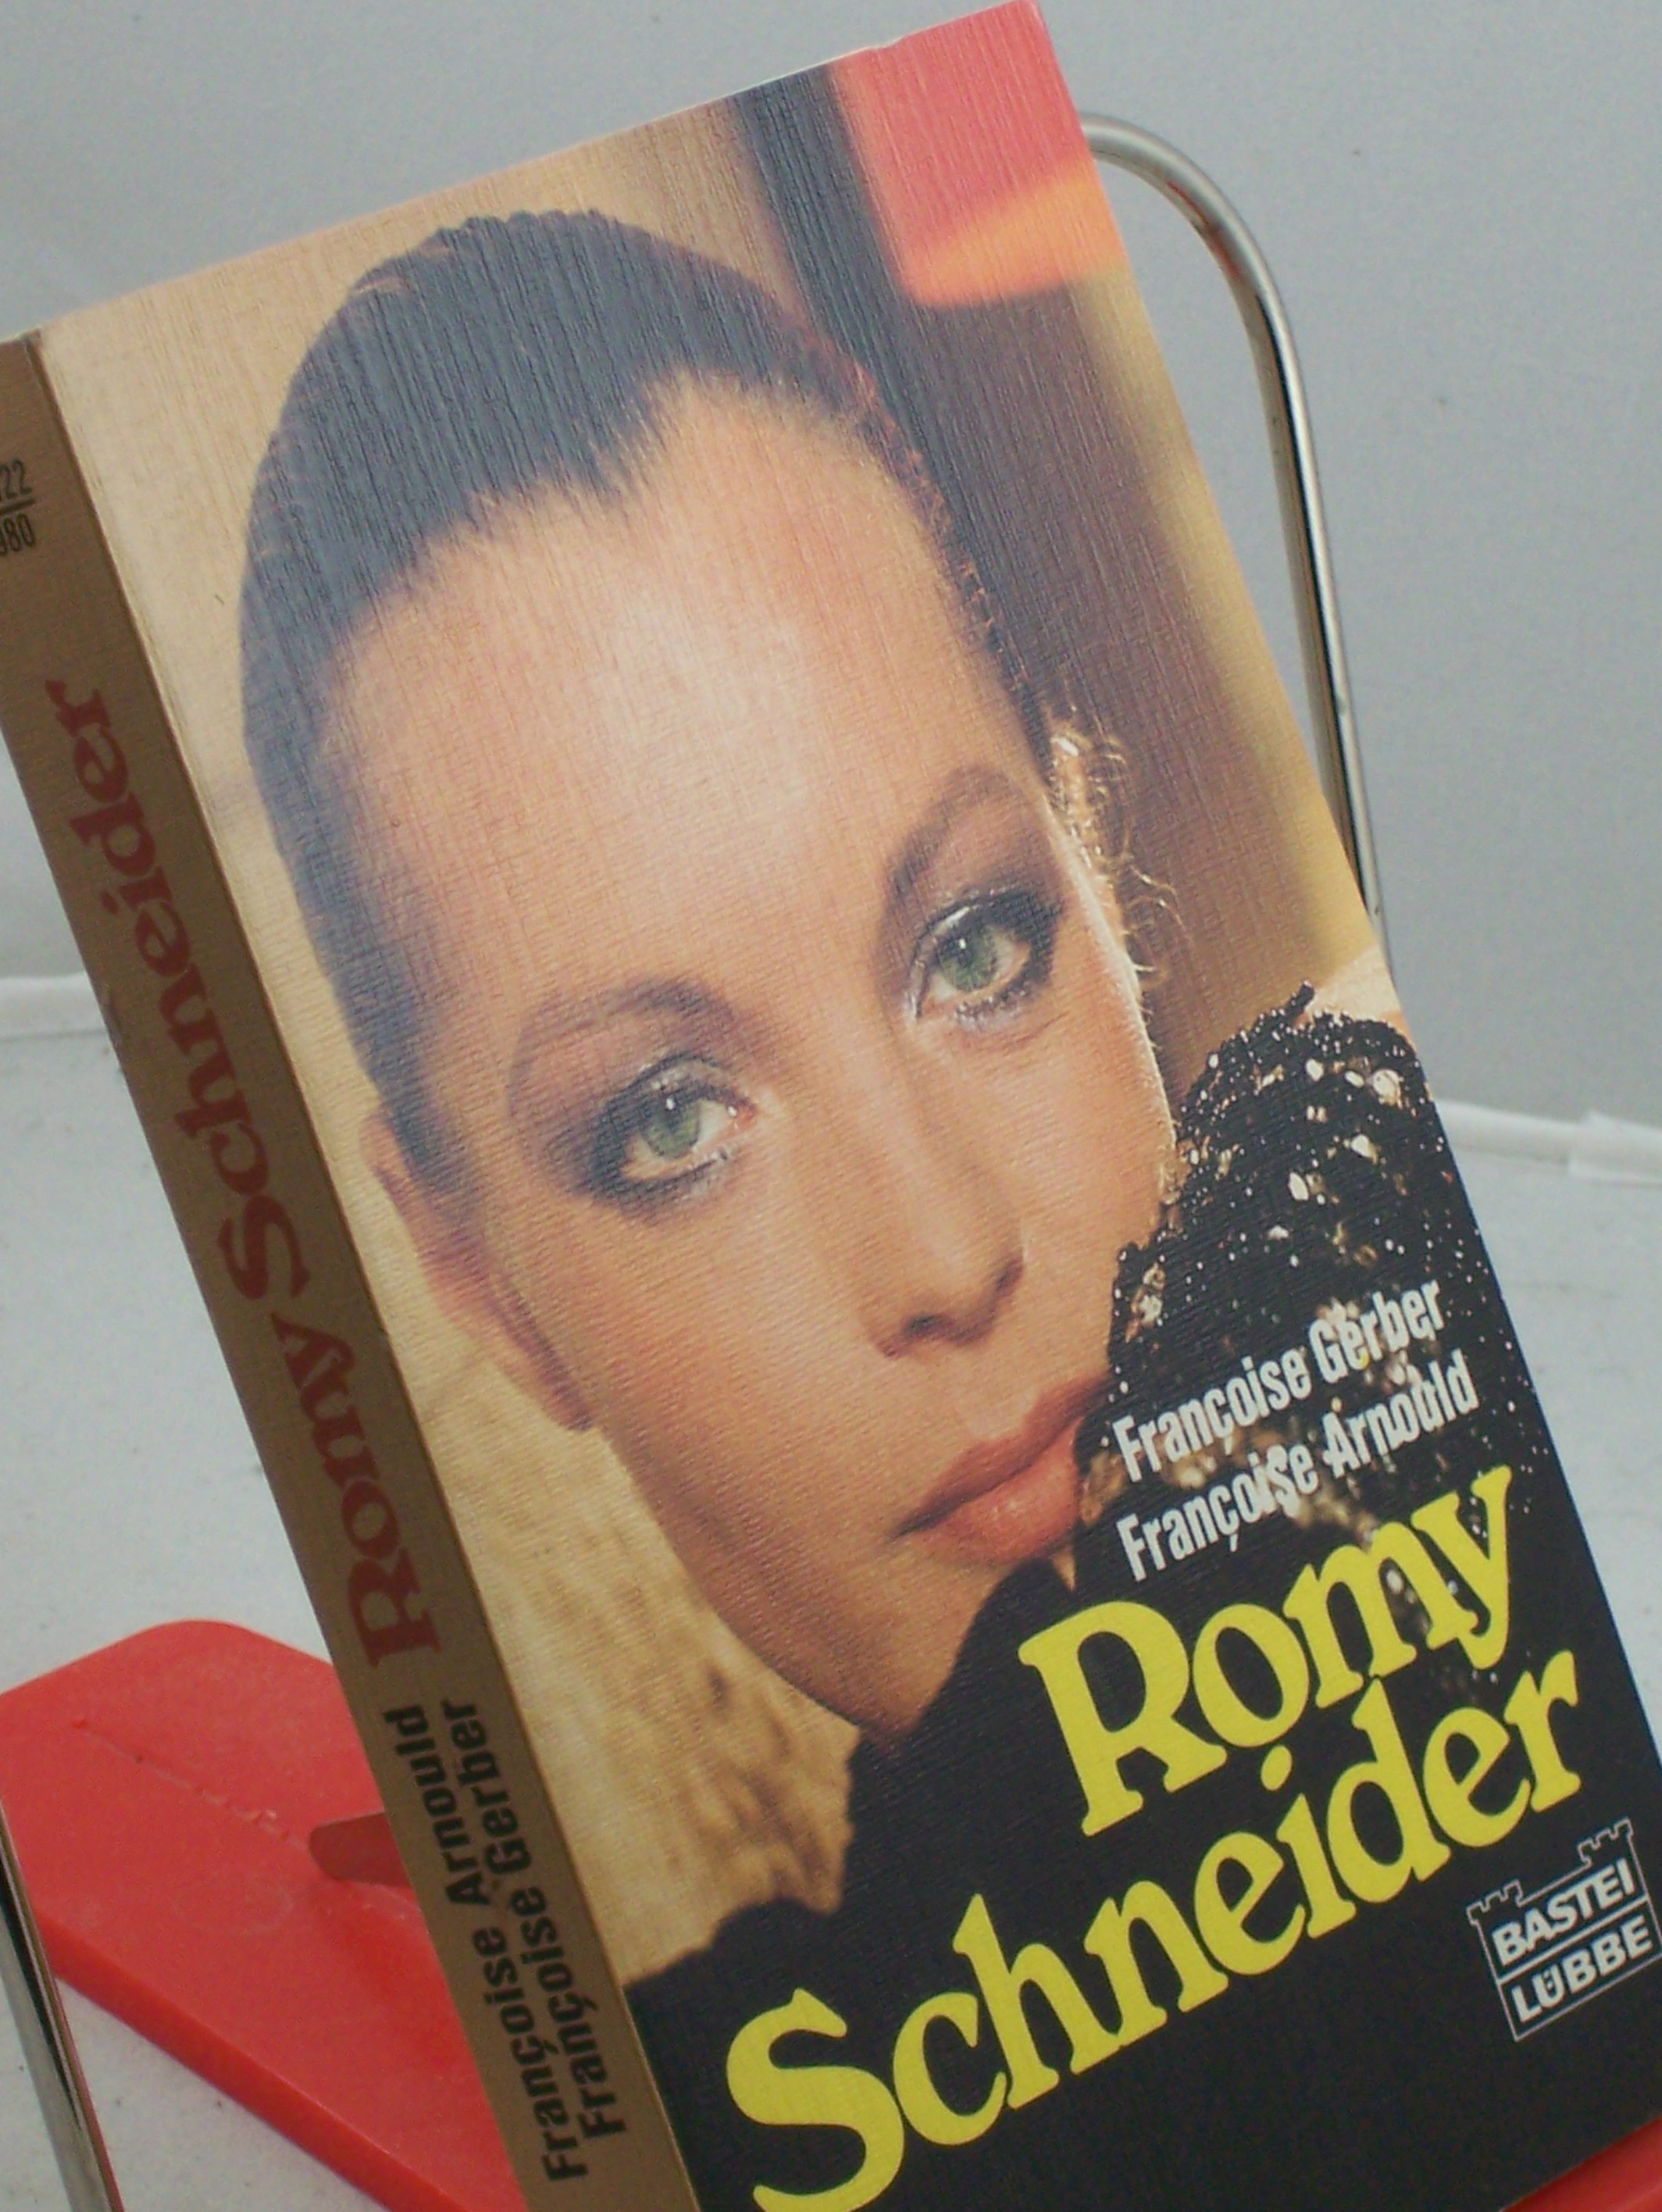 Françoise Gerber
Françoise Arnould
Romy
Schneider
BASTEI
LÜBBE
Françoise Arnould
Françoise Gerber
Romy Schneider